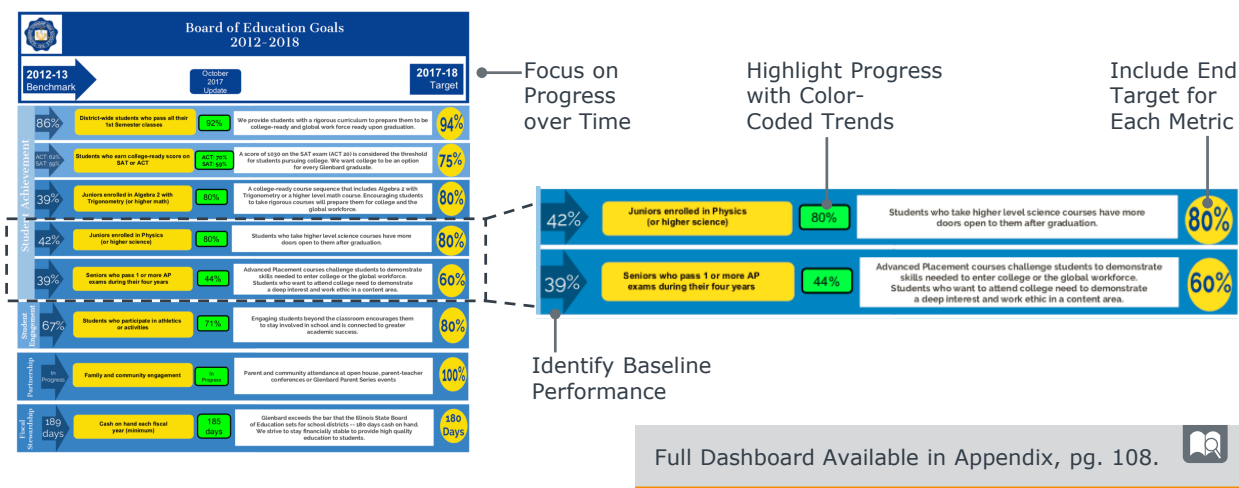 Board of Education Goals
2012-2018
2012-13
Benchmark
October
2017
Update
2017-18
Target
Student Achievement
86%
District-wide students who pass all their
1st Semester classes
92%
We provide students with a rigorous curriculum to prepare them to be
college-ready and global work force ready upon graduation.
94%
ACT: 62%
SAT: 59%
Students who earn college-ready score on
SAT or ACT
ACT: 70%
SAT: 59%
A score of 1030 on the SAT exam (ACT 20) is considered the threshold
for students pursuing college. We want college to be an option
for every Glenbard graduate.
75%
39%
Juniors enrolled in Algebra 2 with
Trigonometry (or higher math)
80%
A college-ready course sequence that includes Algebra 2 with
Trigonometry or a higher level math course. Encouraging students
to take rigorous courses will prepare them for college and the
global workforce.
80%
42%
Juniors enrolled in Physics
(or higher science)
80%
Students who take higher level science courses have more
doors open to them after graduation.
80%
39%
Seniors who pass 1 or more AP
exams during their four years
44%
Advanced Placement courses challenge students to demonstrate
skills needed to enter college or the global workforce.
Students who want to attend college need to demonstrate
a deep interest and work ethic in a content area.
60%
Student
Engagement
67%
Students who participate in athletics
or activities
71%
Engaging students beyond the classroom encourages them
to stay involved in school and is connected to greater
academic success.
80%
Partnership
In
Progress
Family and community engagement
In
Progress
Parent and community attendance at open house, parent-teacher
conferences or Glenbard Parent Series events
100%
Fiscal
Stewardship
189
days
Cash on hand each fiscal
year (minimum)
185
days
Glenbard exceeds the bar that the Illinois State Board
of Education sets for school districts -- 180 days cash on hand.
We strive to stay financially stable to provide high quality
education to students.
180
Days
Focus on
Progress
over Time
Highlight Progress
with Color-
Coded Trends
Include End
Target for
Each Metric
42%
Juniors enrolled in Physics
(or higher science)
80%
Students who take higher level science courses have more
doors open to them after graduation.
80%
39%
Seniors who pass 1 or more AP
exams during their four years
44%
Advanced Placement courses challenge students to demonstrate
skills needed to enter college or the global workforce.
Students who want to attend college need to demonstrate
a deep interest and work ethic in a content area.
60%
Identify Baseline
Performance
Full Dashboard Available in Appendix, pg. 108.